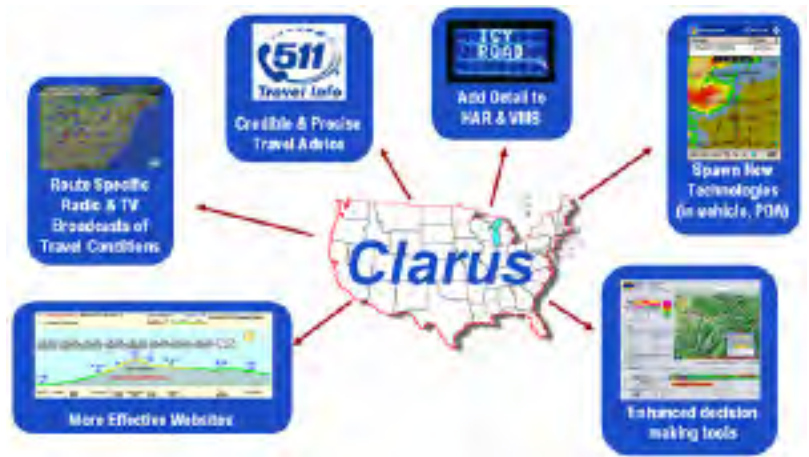 511
Travel Info
Credible & Precise
Travel Advice
ICY
ROAD
Add Detail to
HAR & VMS
Spawn New
Technologies
(in vehicle, PDA)
Route Specific
Radio & TV
Broadcasts of
Travel Conditions
Clarus
More Effective Websites
Enhanced decision
making tools